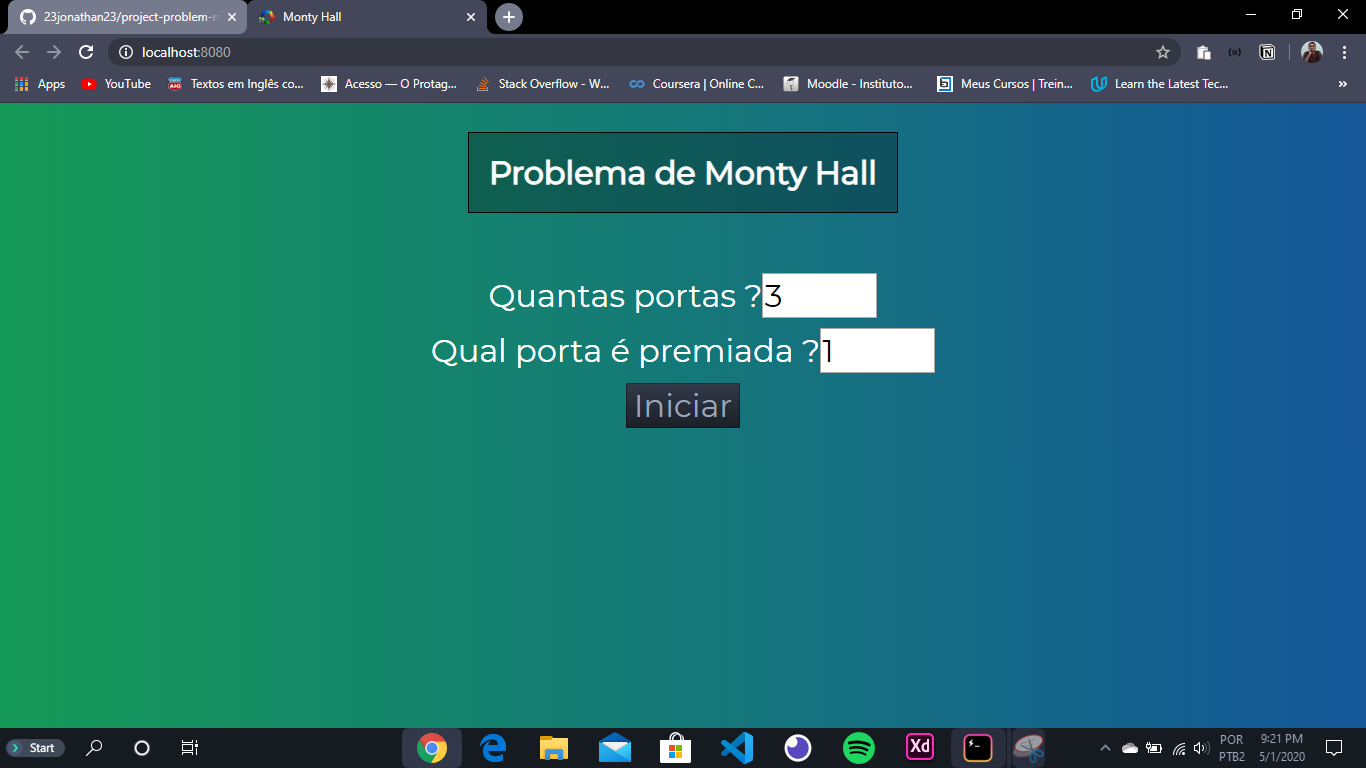 23jonathan23/project-problem-m
Monty Hall
localhost:8080
Apps
YouTube
Textos em Inglês co...
Acesso — O Protag...
Stack Overflow - W...
Coursera | Online C...
Moodle - Instituto...
Meus Cursos | Trein...
Learn the Latest Tec...
»
Problema de Monty Hall
Quantas portas ?3
Qual porta é premiada ?1
Iniciar
Start
Xd
POR
PTB2
9:21 PM
5/1/2020